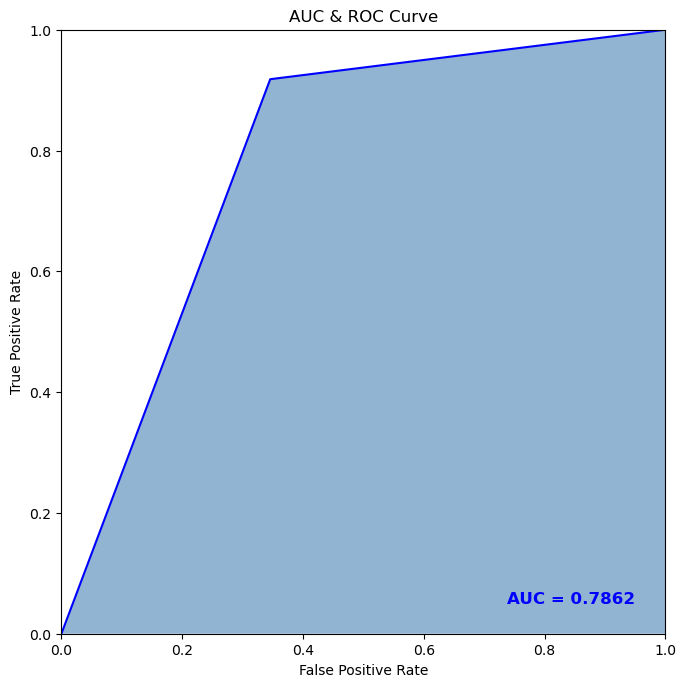 AUC & ROC Curve
1.0
0.8
0.6
0.4
0.2
0.0
True Positive Rate
AUC = 0.7862
0.0 0.2 0.4 0.6 0.8 1.0
False Positive Rate